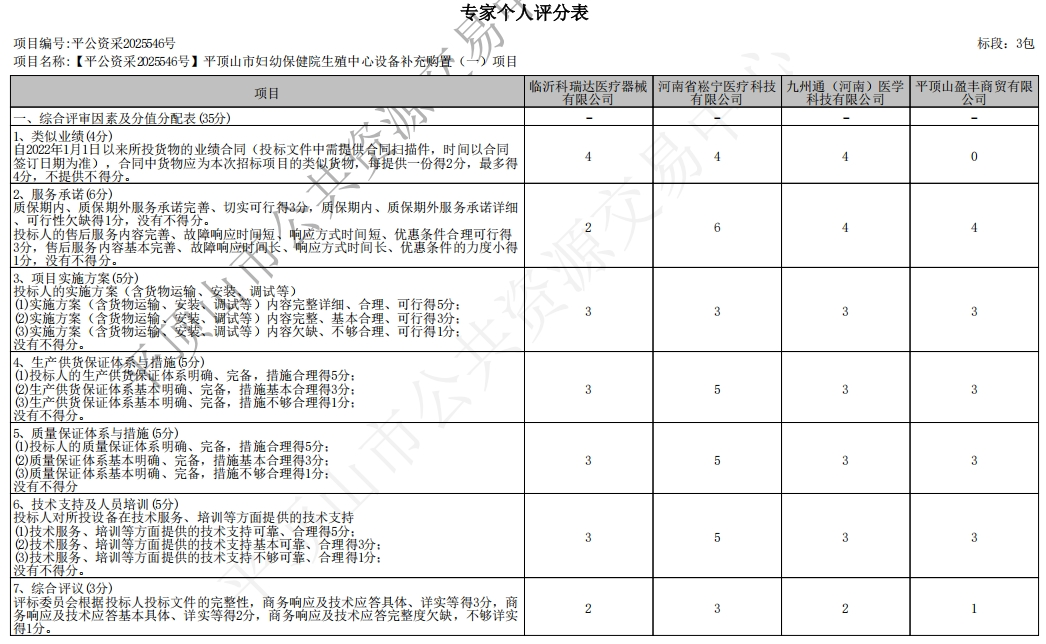 专家个人评分表
项目编号:平公资采2025546号
标段：3包
项目名称:【平公资采2025546号】平顶山市妇幼保健院生殖中心设备补充购置（一）项目
项目
临沂科瑞达医疗器械有限公司
河南省崧宁医疗科技有限公司
九州通（河南）医学科技有限公司
平顶山盈丰商贸有限公司
一、综合评审因素及分值分配表(35分)
– – – –
1、类似业绩(4分)
自2022年1月1日以来所投货物的业绩合同（投标文件中需提供合同扫描件，时间以合同
签订日期为准），合同中货物应为本次招标项目的类似货物，每提供一份得2分，最多得
4分，不提供不得分。
4 4 4 0
2、服务承诺(6分)
质保期内、质保期外服务承诺完善、切实可行得3分，质保期内、质保期外服务承诺详细
、可行性欠缺得1分，没有不得分。
投标人的售后服务内容完善、故障响应时间短、响应方式时间短、优惠条件合理可行得
3分，售后服务内容基本完善、故障响应时间长、响应方式时间长、优惠条件的力度小得
1分，没有不得分。
2 6 4 4
3、项目实施方案(5分)
投标人的实施方案（含货物运输、安装、调试等）
(1)实施方案（含货物运输、安装、调试等）内容完整详细、合理、可行得5分；
(2)实施方案（含货物运输、安装、调试等）内容完整、基本合理、可行得3分；
(3)实施方案（含货物运输、安装、调试等）内容欠缺、不够合理、可行得1分；
没有不得分。
3 3 3 3
4、生产供货保证体系与措施(5分)
(1)投标人的生产供货保证体系明确、完备，措施合理得5分；
(2)生产供货保证体系基本明确、完备，措施基本合理得3分；
(3)生产供货保证体系基本明确、完备，措施不够合理得1分；
没有不得分。
3 5 3 3
5、质量保证体系与措施(5分)
(1)投标人的质量保证体系明确、完备，措施合理得5分；
(2)质量保证体系基本明确、完备，措施基本合理得3分；
(3)质量保证体系基本明确、完备，措施不够合理得1分；
没有不得分
3 5 3 3
6、技术支持及人员培训(5分)
投标人对所投设备在技术服务、培训等方面提供的技术支持
(1)技术服务、培训等方面提供的技术支持可靠、合理得5分；
(2)技术服务、培训等方面提供的技术支持基本可靠、合理得3分；
(3)技术服务、培训等方面提供的技术支持不够可靠、合理得1分；
没有不得分。
3 5 3 3
7、综合评议(3分)
评标委员会根据投标人投标文件的完整性，商务响应及技术应答具体、详实等得3分，商
务响应及技术应答基本具体、详实等得2分，商务响应及技术应答完整度欠缺，不够详实
得1分。
2 3 2 1
平顶山市公共资源交易中心
平顶山市公共资源交易中心